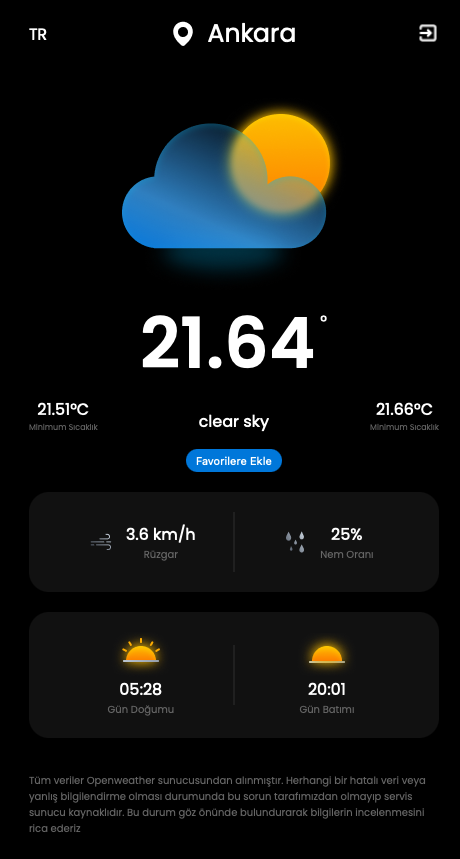 TR
Ankara
21.64°
21.51°C
Minimum Sıcaklık
clear sky
21.66°C
Minimum Sıcaklık
Favorilere Ekle
3.6 km/h
Rüzgar
25%
Nem Oranı
05:28
Gün Doğumu
20:01
Gün Batımı
Tüm veriler Openweather sunucusundan alınmıştır. Herhangi bir hatalı veri veya
yanlış bilgilendirme olması durumunda bu sorun tarafımızdan olmayıp servis
sunucu kaynaklıdır. Bu durum göz önünde bulundurarak bilgilerin incelenmesini
rica ederiz